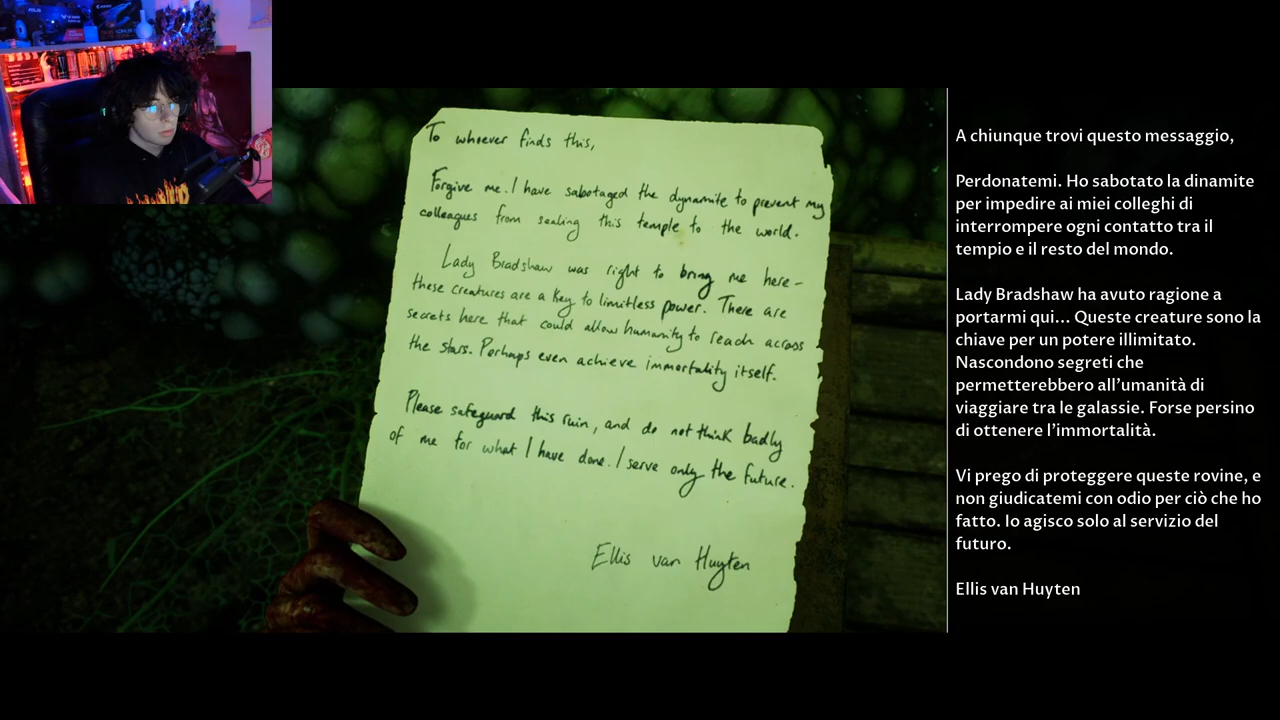 To whoever finds this,
Forgive me. I have sabotaged the dynamite to prevent my
colleagues from sealing this temple to the world.
Lady Bradshaw was right to bring me here-
these creatures are a key to limitless power. There are
secrets here that could allow humanity to reach across
the stars. Perhaps even achieve immortality itself.
Please safeguard this ruin, and do not think badly
of me for what I have done. I serve only the future.
Ellis van Huyten
A chiunque trovi questo messaggio,
Perdonatemi. Ho sabotato la dinamite
per impedire ai miei colleghi di
interrompere ogni contatto tra il
tempio e il resto del mondo.
Lady Bradshaw ha avuto ragione a
portarmi qui... Queste creature sono la
chiave per un potere illimitato.
Nascondono segreti che
permetterebbero all'umanità di
viaggiare tra le galassie. Forse persino
di ottenere l'immortalità.
Vi prego di proteggere queste rovine, e
non giudicatemi con odio per ciò che ho
fatto. Io agisco solo al servizio del
futuro.
Ellis van Huyten